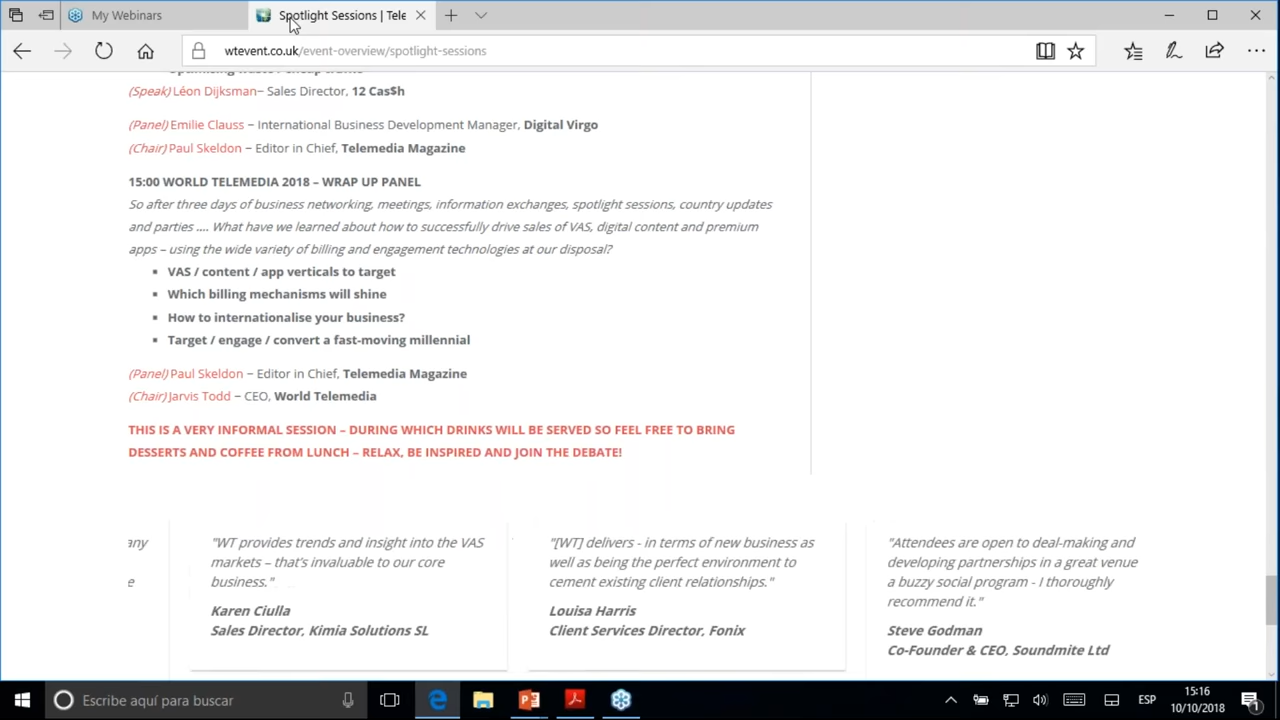 My Webinars
Spotlight Sessions | Tele
wtevent.co.uk/event-overview/spotlight-sessions
(Speak) Léon Dijksman– Sales Director, 12 Cas$h
(Panel) Emilie Clauss – International Business Development Manager, Digital Virgo
(Chair) Paul Skeldon – Editor in Chief, Telemedia Magazine
15:00 WORLD TELEMEDIA 2018 – WRAP UP PANEL
So after three days of business networking, meetings, information exchanges, spotlight sessions, country updates
and parties .... What have we learned about how to successfully drive sales of VAS, digital content and premium
apps – using the wide variety of billing and engagement technologies at our disposal?
▪ VAS / content / app verticals to target
▪ Which billing mechanisms will shine
▪ How to internationalise your business?
▪ Target / engage / convert a fast-moving millennial
(Panel) Paul Skeldon – Editor in Chief, Telemedia Magazine
(Chair) Jarvis Todd – CEO, World Telemedia
THIS IS A VERY INFORMAL SESSION – DURING WHICH DRINKS WILL BE SERVED SO FEEL FREE TO BRING
DESSERTS AND COFFEE FROM LUNCH – RELAX, BE INSPIRED AND JOIN THE DEBATE!
any
e
"WT provides trends and insight into the VAS
markets – that's invaluable to our core
business."
Karen Ciulla
Sales Director, Kimia Solutions SL
"[WT] delivers - in terms of new business as
well as being the perfect environment to
cement existing client relationships."
Louisa Harris
Client Services Director, Fonix
"Attendees are open to deal-making and
developing partnerships in a great venue
a buzzy social program - I thoroughly
recommend it."
Steve Godman
Co-Founder & CEO, Soundmite Ltd
Escribe aquí para buscar
ESP
15:16
10/10/2018